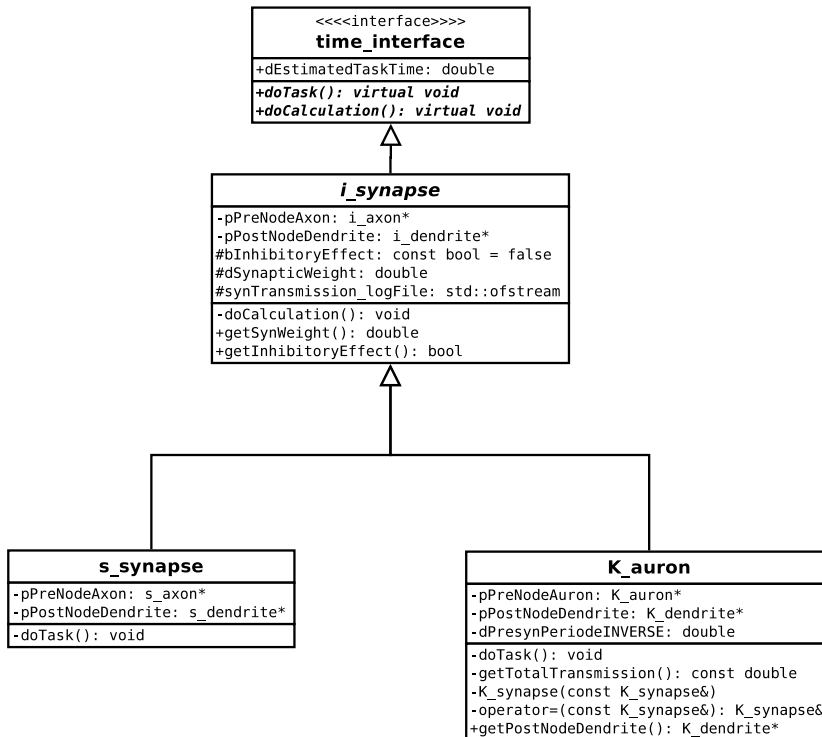 <<<<interface>>>>
time_interface
+dEstimatedTaskTime: double
+doTask(): virtual void
+doCalculation(): virtual void
i_synapse
-pPreNodeAxon: i_axon*
-pPostNodeDendrite: i_dendrite*
#bInhibitoryEffect: const bool = false
#dSynapticWeight: double
#synTransmission_logFile: std::ofstream
-doCalculation(): void
+getSynWeight(): double
+getInhibitoryEffect(): bool
s_synapse
-pPreNodeAxon: s_axon*
-pPostNodeDendrite: s_dendrite*
-doTask(): void
K_auron
-pPreNodeAuron: K_auron*
-pPostNodeDendrite: K_dendrite*
-dPresynPeriodeINVERSE: double
-doTask(): void
-getTotalTransmission(): const double
-K_synapse(const K_synapse&)
-operator=(const K_synapse&): K_synapse&
+getPostNodeDendrite(): K_dendrite*